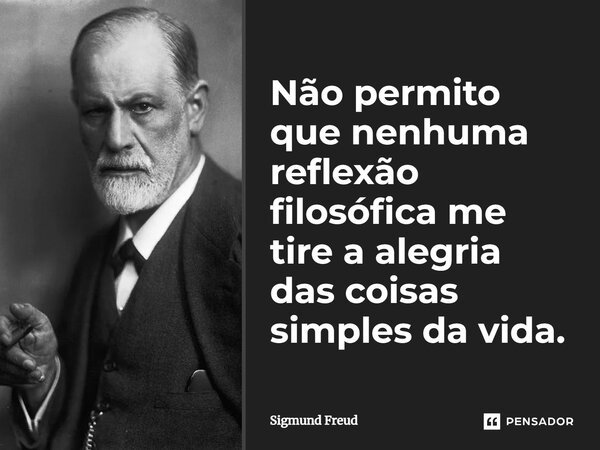 Não permito
que nenhuma
reflexão
filosófica me
tire a alegria
das coisas
simples da vida.
Sigmund Freud
PENSADOR